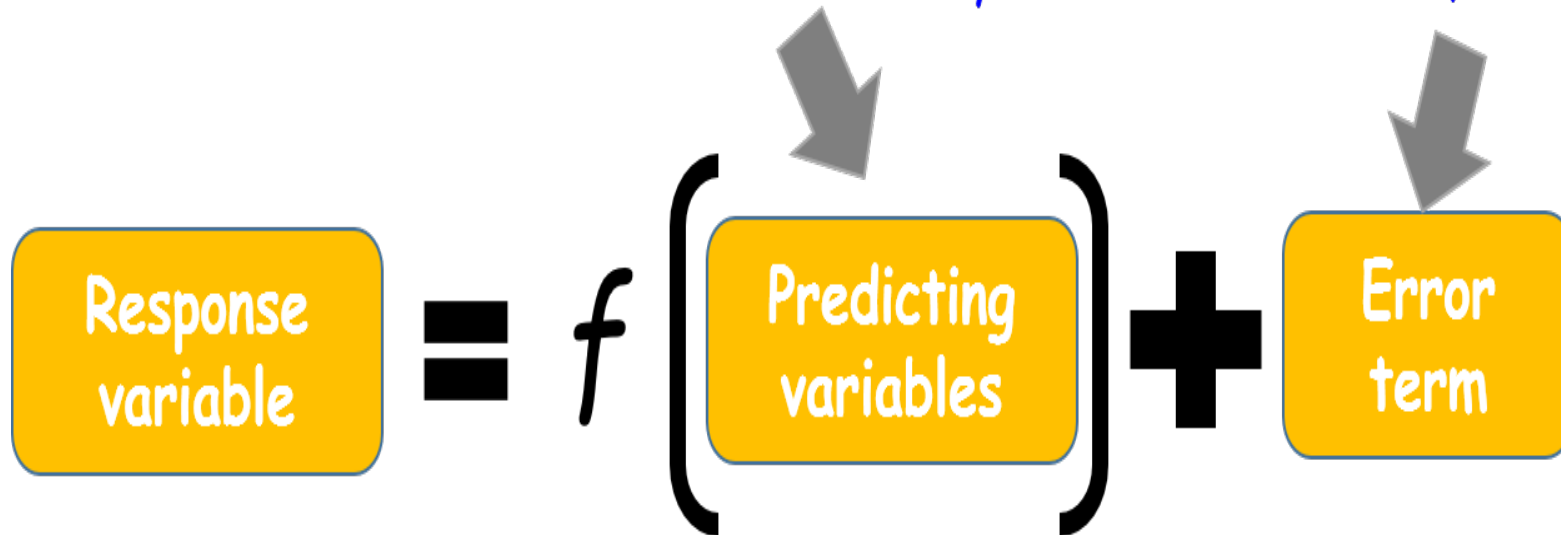 Response
variable
=
f
(
Predicting
variables
)
+
Error
term